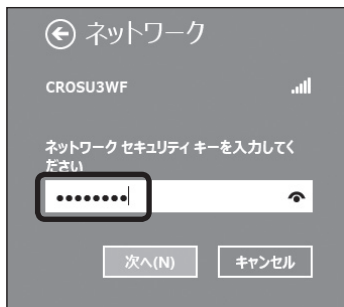 ネットワーク
CROSU3WF
ネットワーク セキュリティ キーを入力してく
ださい
••••••••
次へ(N)
キャンセル